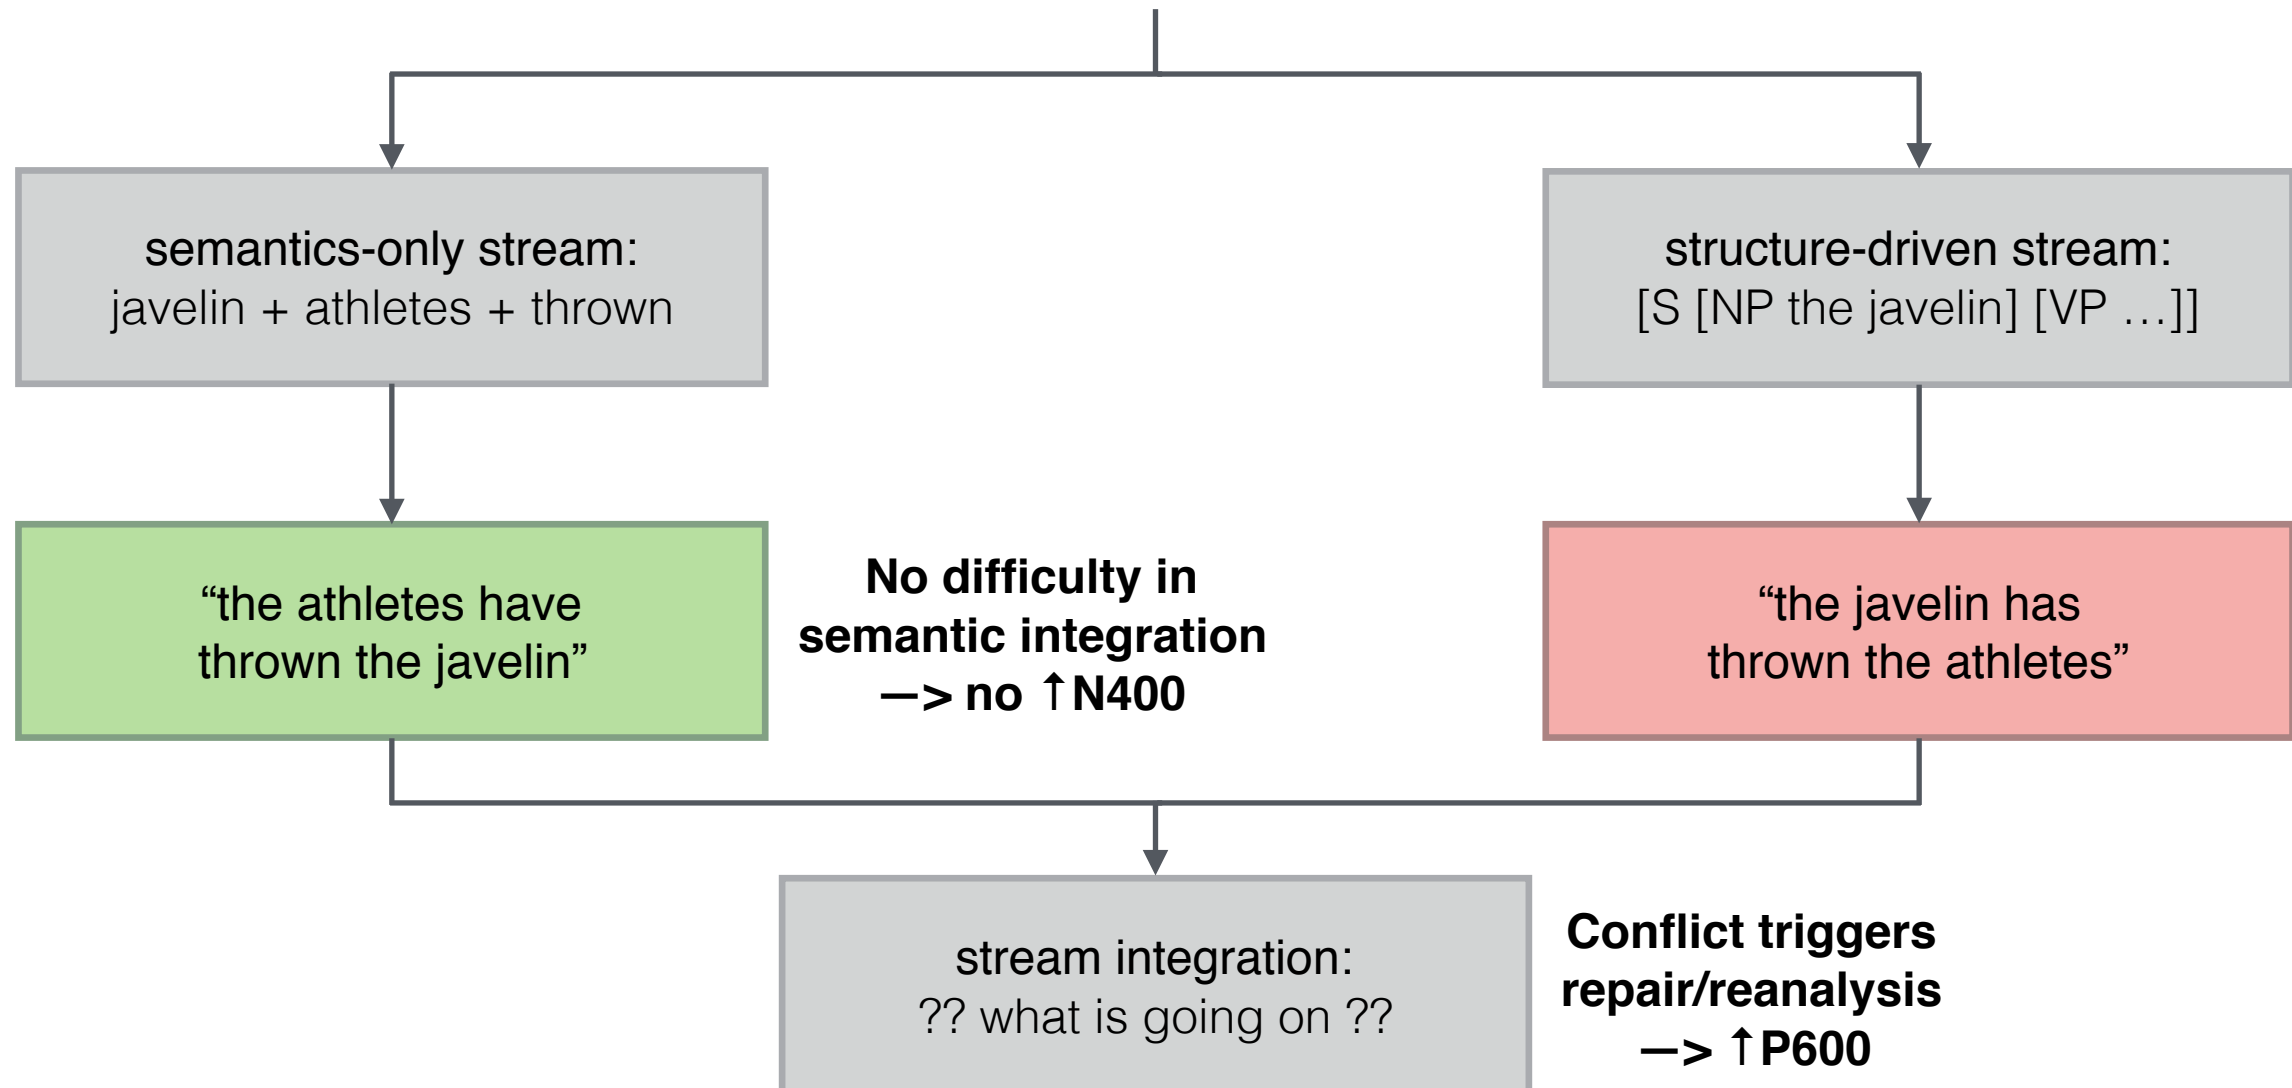 semantics-only stream:
javelin + athletes + thrown
structure-driven stream:
[S [NP the javelin] [VP …]]
“the athletes have
thrown the javelin”
No difficulty in
semantic integration
—> no ↑N400
“the javelin has
thrown the athletes”
stream integration:
?? what is going on ??
Conflict triggers
repair/reanalysis
—> ↑P600